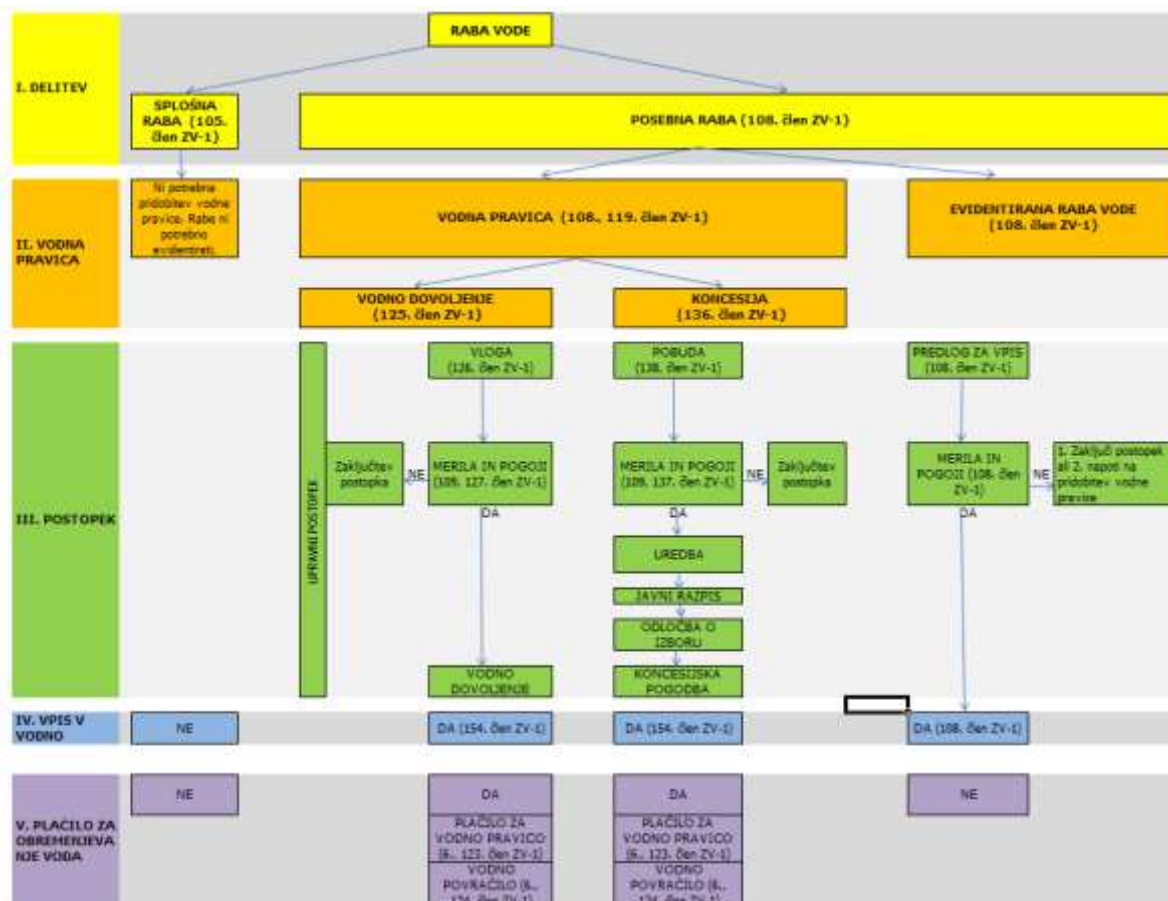 RABA VODE
I. DELITEV
SPLOŠNA
RABA (105.
člen ZV-1)
POSEBNA RABA (108. člen ZV-1)
II. VODNA
PRAVICA
Ni potrebna
pridobitev vodne
pravice. Rabe ni
potrebno
evidentirati.
VODNA PRAVICA (108., 119. člen ZV-1)
EVIDENTIRANA RABA VODE
(108. člen ZV-1)
VODNO DOVOLJENJE
(125. člen ZV-1)
KONCESIJA
(136. člen ZV-1)
III. POSTOPEK
UPRAVNI POSTOPEK
VLOGA
(126. člen ZV-1)
POBUDA
(138. člen ZV-1)
PREDLOG ZA VPIS
(108. člen ZV-1)
Zaključitev
postopka
NE
MERILA IN POGOJI
(109. 127. člen ZV-1)
DA
MERILA IN POGOJI
(109. 137. člen ZV-1)
DA
NE
Zaključitev
postopka
MERILA IN
POGOJI (108. člen
ZV-1)
DA
NE
1. Zaključi postopek
ali 2. napoti na
pridobitev vodne
pravice
UREDBA
JAVNI RAZPIS
ODLOČBA O
IZBORU
VODNO
DOVOLJENJE
KONCESIJSKA
POGODBA
IV. VPIS V
VODNO
NE
DA (154. člen ZV-1)
DA (154. člen ZV-1)
DA (108. člen ZV-1)
V. PLAČILO ZA
OBREMENJEVA
NJE VODA
NE
DA
PLAČILO ZA
VODNO PRAVICO
(6., 123. člen ZV-1)
VODNO
POVRAČILO (6.,
124. člen ZV-1)
DA
PLAČILO ZA
VODNO PRAVICO
(6., 123. člen ZV-1)
VODNO
POVRAČILO (6.,
124. člen ZV-1)
NE